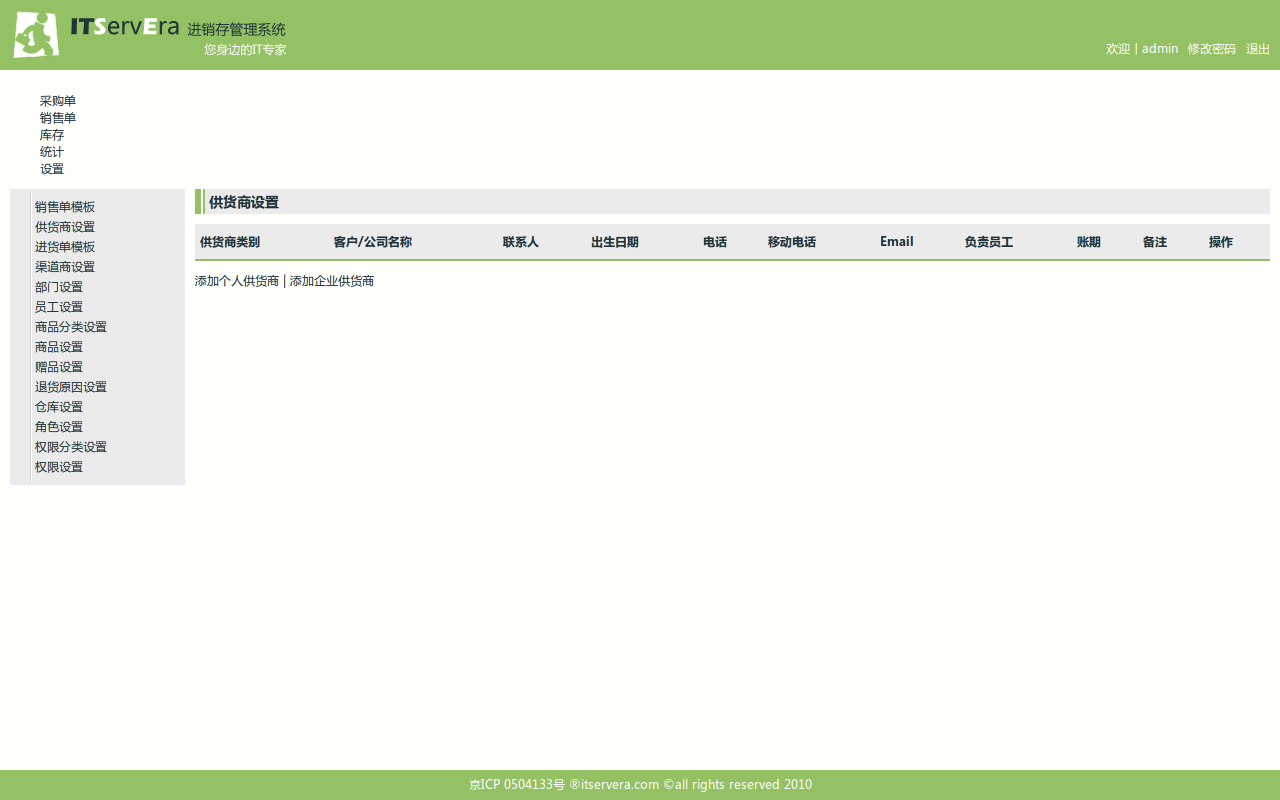 ITServEra 进销存管理系统
您身边的IT专家
欢迎 | admin 修改密码 退出
采购单
销售单
库存
统计
设置
销售单模板
供货商设置
进货单模板
渠道商设置
部门设置
员工设置
商品分类设置
商品设置
赠品设置
退货原因设置
仓库设置
角色设置
权限分类设置
权限设置
供货商设置
供货商类别 客户/公司名称 联系人 出生日期 电话 移动电话 Email 负责员工 账期 备注 操作
添加个人供货商 | 添加企业供货商
京ICP 0504133号 ®itservera.com ©all rights reserved 2010